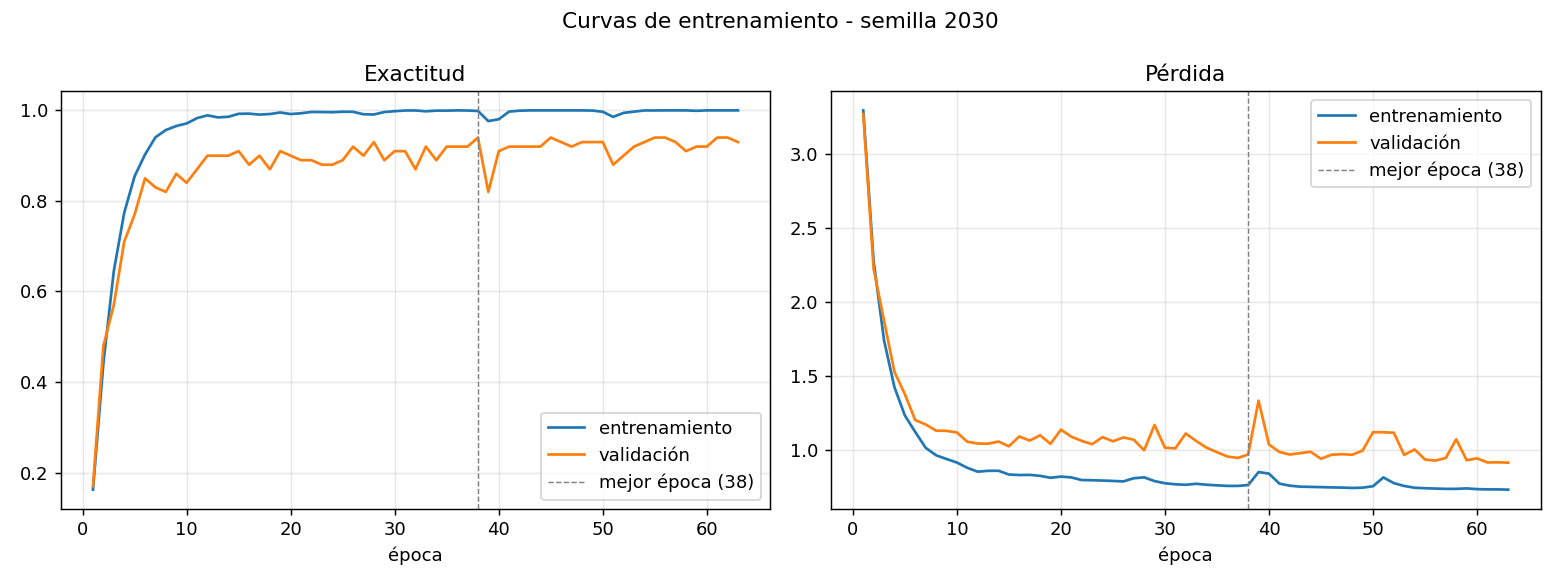 Curvas de entrenamiento - semilla 2030
Exactitud
1.0
0.8
0.6
0.4
0.2
0 10 20 30 40 50 60
época
entrenamiento
validación
mejor época (38)
Pérdida
3.0
2.5
2.0
1.5
1.0
0 10 20 30 40 50 60
época
entrenamiento
validación
mejor época (38)